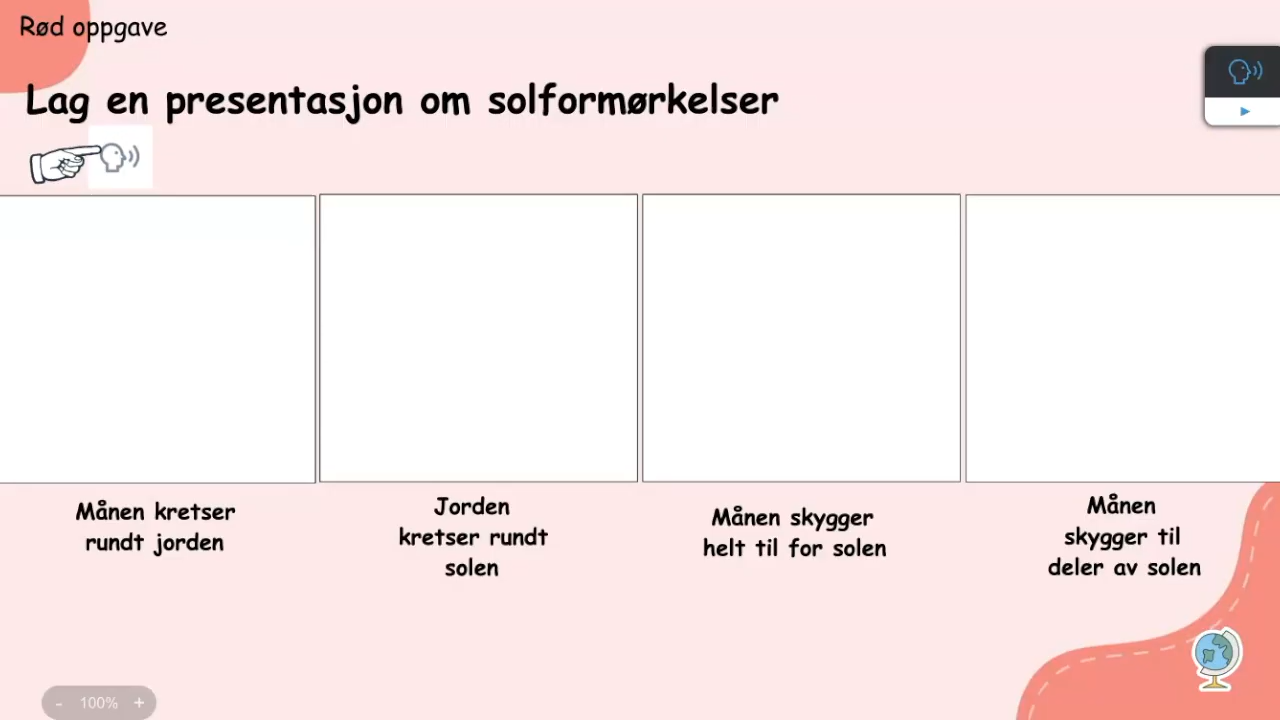 Rød oppgave
Lag en presentasjon om solformørkelser
Månen kretser
rundt jorden
Jorden
kretser rundt
solen
Månen skygger
helt til for solen
Månen
skygger til
deler av solen
- 100% +